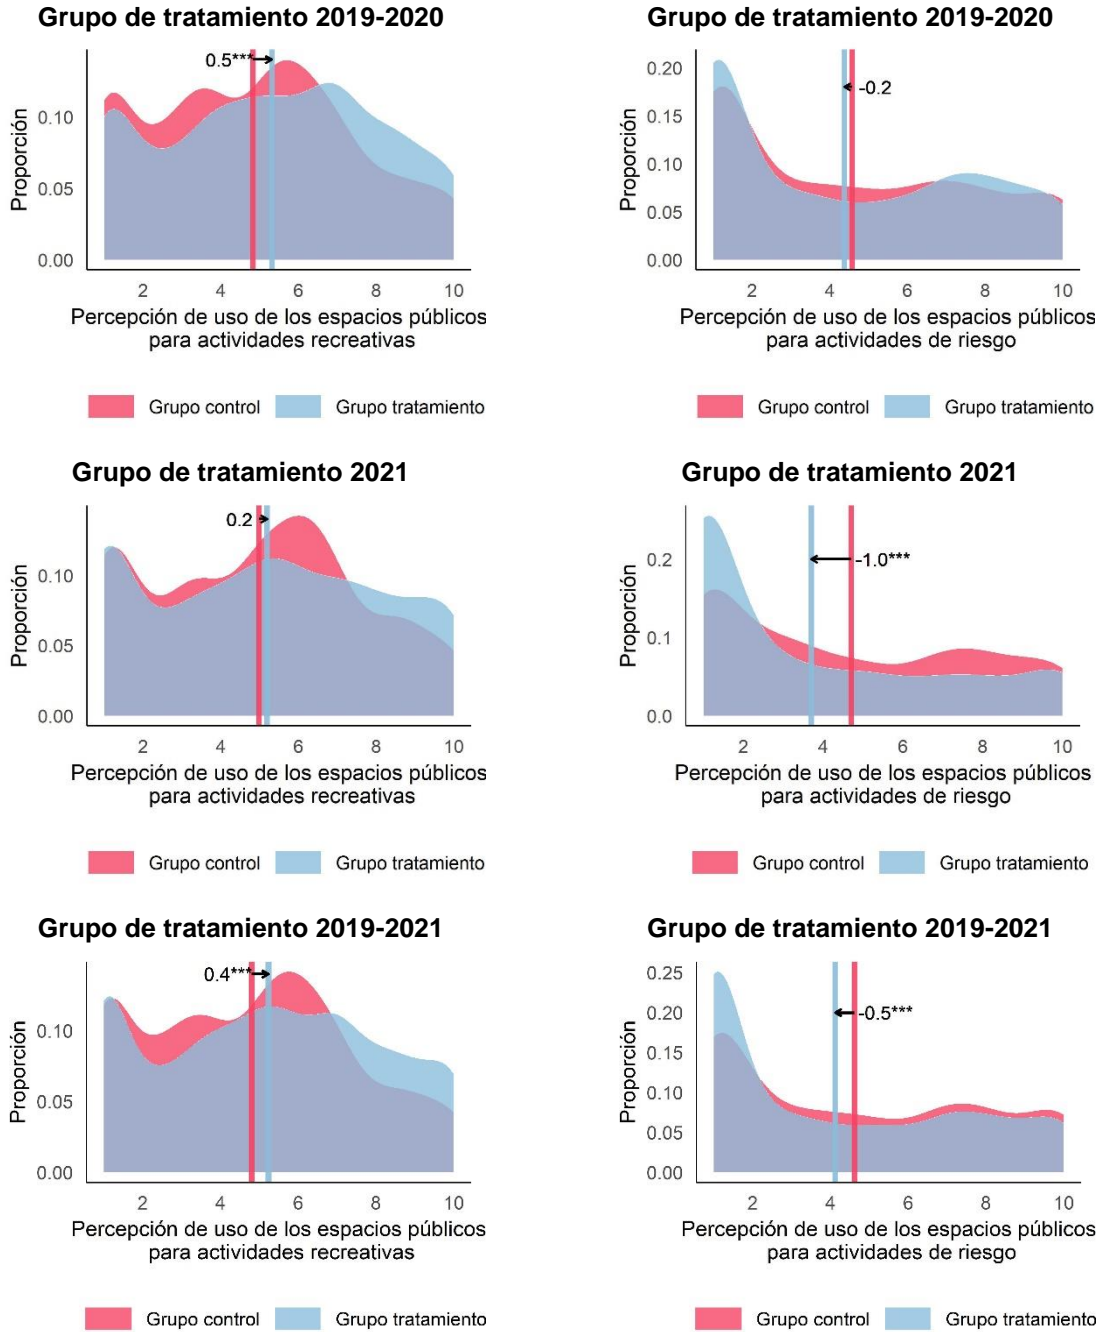 Grupo de tratamiento 2019-2020
0.5***
Proporción
0.10
0.05
0.00
2 4 6 8 10
Percepción de uso de los espacios públicos
para actividades recreativas
Grupo control Grupo tratamiento
Grupo de tratamiento 2019-2020
-0.2
Proporción
0.20
0.15
0.10
0.05
0.00
2 4 6 8 10
Percepción de uso de los espacios públicos
para actividades de riesgo
Grupo control Grupo tratamiento
Grupo de tratamiento 2021
0.2
Proporción
0.10
0.05
0.00
2 4 6 8 10
Percepción de uso de los espacios públicos
para actividades recreativas
Grupo control Grupo tratamiento
Grupo de tratamiento 2021
-1.0***
Proporción
0.2
0.1
0.0
2 4 6 8 10
Percepción de uso de los espacios públicos
para actividades de riesgo
Grupo control Grupo tratamiento
Grupo de tratamiento 2019-2021
0.4***
Proporción
0.10
0.05
0.00
2 4 6 8 10
Percepción de uso de los espacios públicos
para actividades recreativas
Grupo control Grupo tratamiento
Grupo de tratamiento 2019-2021
-0.5***
Proporción
0.25
0.20
0.15
0.10
0.05
0.00
2 4 6 8 10
Percepción de uso de los espacios públicos
para actividades de riesgo
Grupo control Grupo tratamiento